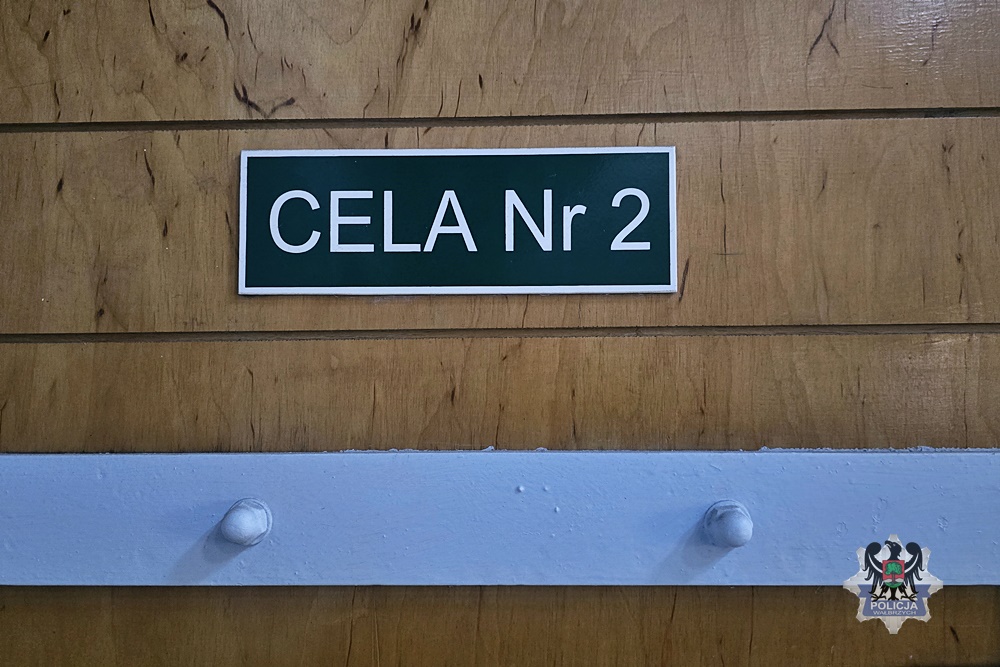 CELA Nr 2
POLICJA
WAŁBRZYCH